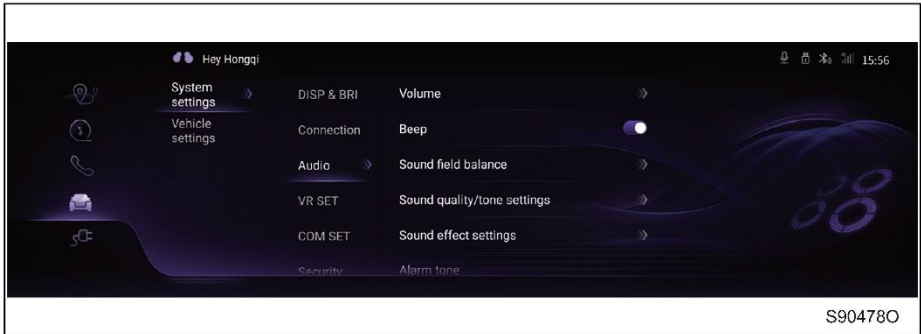 Hey Hongqi
15:56
System
settings
Vehicle
settings
DISP & BRI
Connection
Audio
VR SET
COM SET
Security
Volume
Beep
Sound field balance
Sound quality/tone settings
Sound effect settings
Alarm tone
S90478O